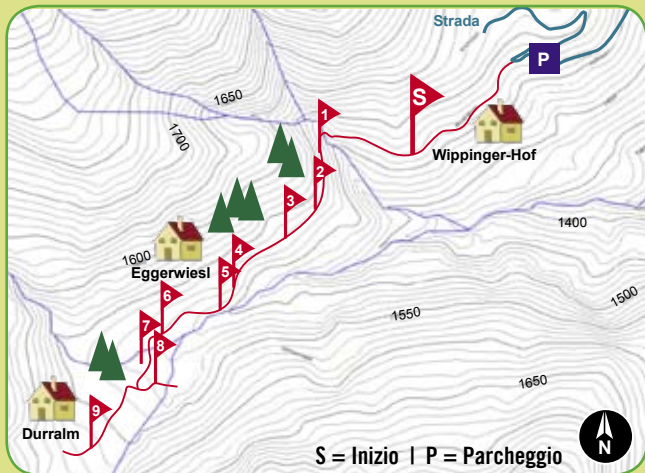 Strada
P
S
1650
1
Wippinger-Hof
1700
2
3
1400
4
1600
Eggerwiesl
5
6
1500
1550
7
8
1650
9
Durralm
S = Inizio | P = Parcheggio
N